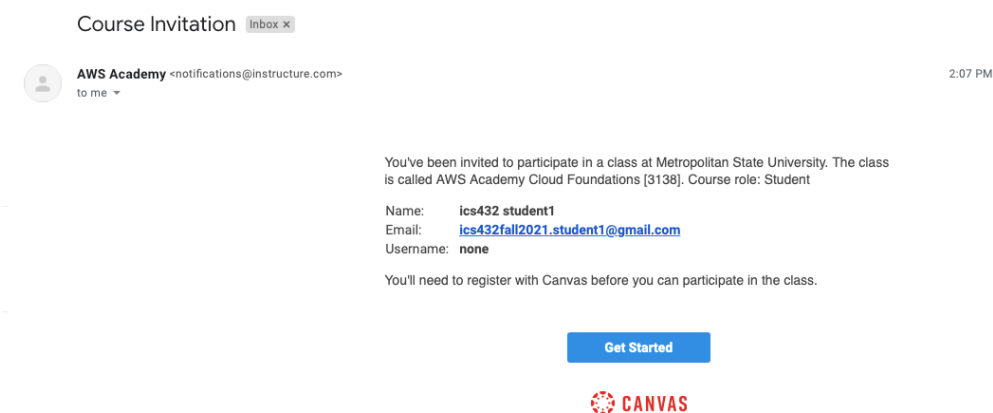 Course Invitation Inbox ×
AWS Academy <notifications@instructure.com> 2:07 PM
to me
You've been invited to participate in a class at Metropolitan State University. The class
is called AWS Academy Cloud Foundations [3138]. Course role: Student
Name: ics432 student1
Email: ics432fall2021.student1@gmail.com
Username: none
You'll need to register with Canvas before you can participate in the class.
Get Started
CANVAS